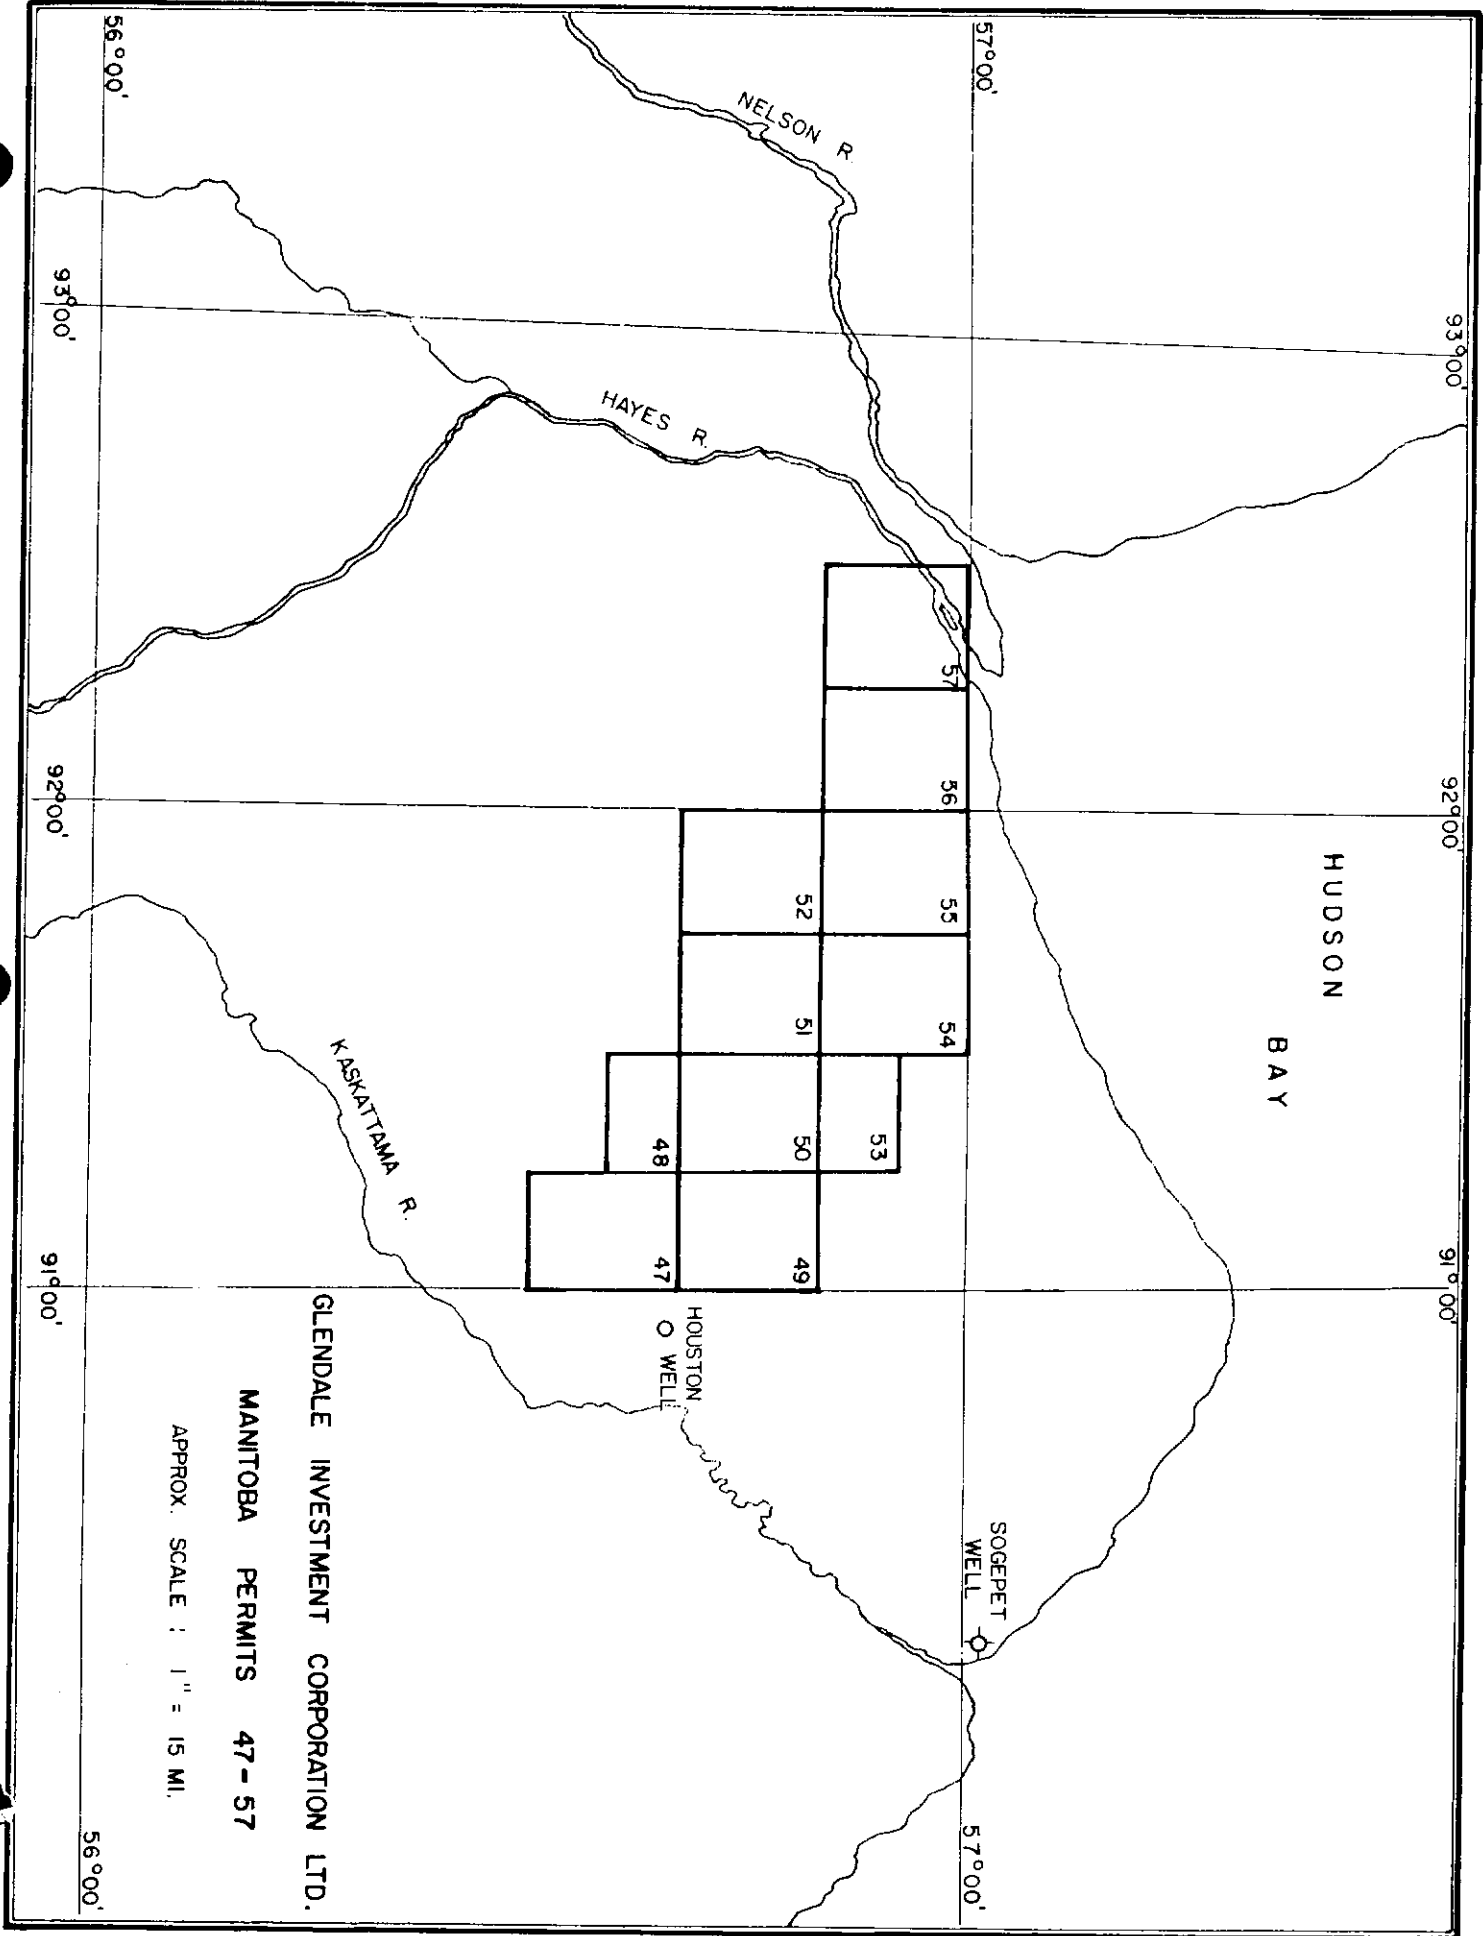 93°00'
92°00'
91°00'
HUDSON
BAY
57°00'
57°00'
SOGEPET
WELL
NELSON R.
57
56
55
54
53
52
51
50
49
HAYES R.
48
47
HOUSTON
WELL
KASKATTAMA R.
GLENDALE INVESTMENT CORPORATION LTD.
MANITOBA PERMITS 47-57
APPROX. SCALE : 1" = 15 MI.
56°00'
56°00'
93°00'
92°00'
91°00'